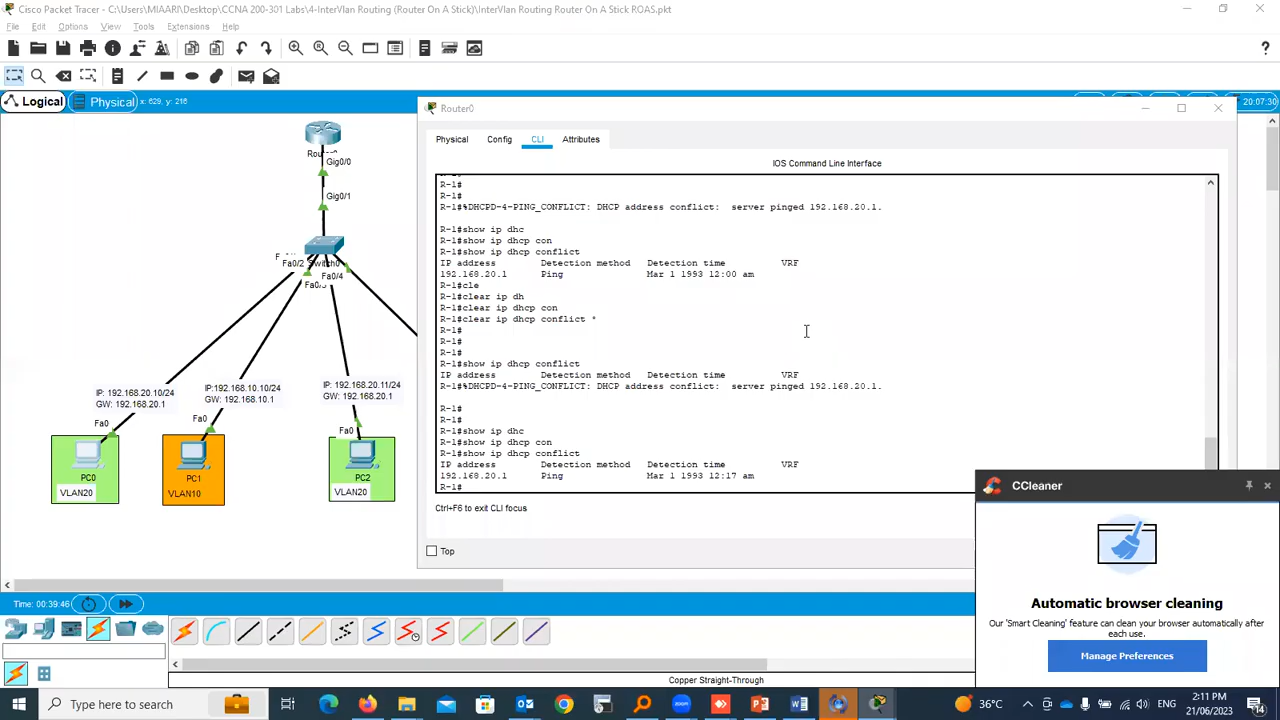 Cisco Packet Tracer - C:\Users\MIAARI\Desktop\CCNA 200-301 Labs\4-InterVlan Routing (Router On A Stick)\InterVlan Routing Router On A Stick ROAS.pkt
File Edit Options View Tools Extensions Help
Logical Physical x: 629, y: 216
20:07:30
Router0
Physical Config CLI Attributes
IOS Command Line Interface
R-1#
R-1#
R-1#
R-1#%DHCPD-4-PING_CONFLICT: DHCP address conflict: server pinged 192.168.20.1.
R-1#show ip dhc
R-1#show ip dhcp con
R-1#show ip dhcp conflict
IP address Detection method Detection time VRF
192.168.20.1 Ping Mar 1 1993 12:00 am
R-1#cle
R-1#clear ip dh
R-1#clear ip dhcp con
R-1#clear ip dhcp conflict *
R-1#
R-1#
R-1#
R-1#show ip dhcp conflict
IP address Detection method Detection time VRF
R-1#%DHCPD-4-PING_CONFLICT: DHCP address conflict: server pinged 192.168.20.1.
R-1#
R-1#
R-1#show ip dhc
R-1#show ip dhcp con
R-1#show ip dhcp conflict
IP address Detection method Detection time VRF
192.168.20.1 Ping Mar 1 1993 12:17 am
R-1#
Ctrl+F6 to exit CLI focus
Top
Gig0/0
Gig0/1
Fa0/2 Switch0
Fa0/4
IP: 192.168.20.10/24
GW: 192.168.20.1
IP: 192.168.10.10/24
GW: 192.168.10.1
IP: 192.168.20.11/24
GW: 192.168.20.1
Fa0
Fa0
Fa0
PC0
VLAN20
PC1
VLAN10
PC2
VLAN20
CCleaner
Automatic browser cleaning
Our 'Smart Cleaning' feature can clean your browser automatically after
each use.
Manage Preferences
Time: 00:39:46
Copper Straight-Through
Type here to search
36°C
ENG
2:11 PM
21/06/2023
14